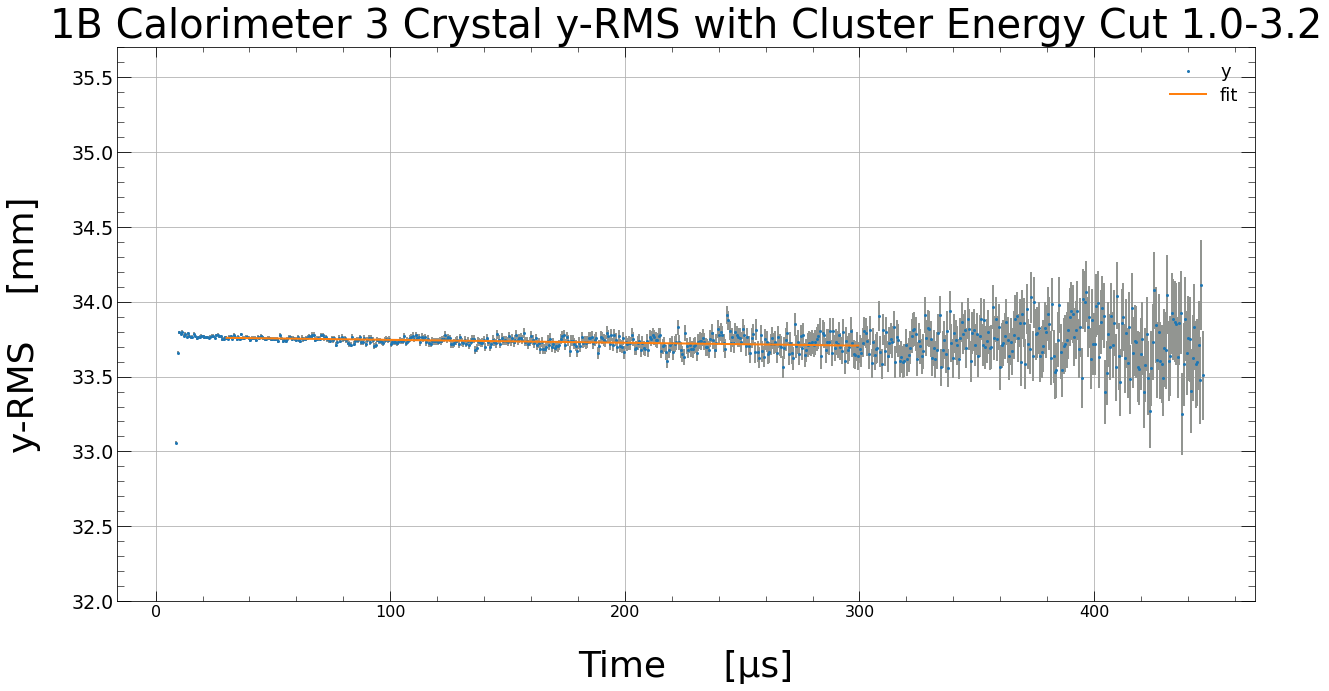 1B Calorimeter 3 Crystal y-RMS with Cluster Energy Cut 1.0-3.2
y
fit
35.5
35.0
34.5
34.0
33.5
33.0
32.5
32.0
y-RMS [mm]
0 100 200 300 400
Time [µs]